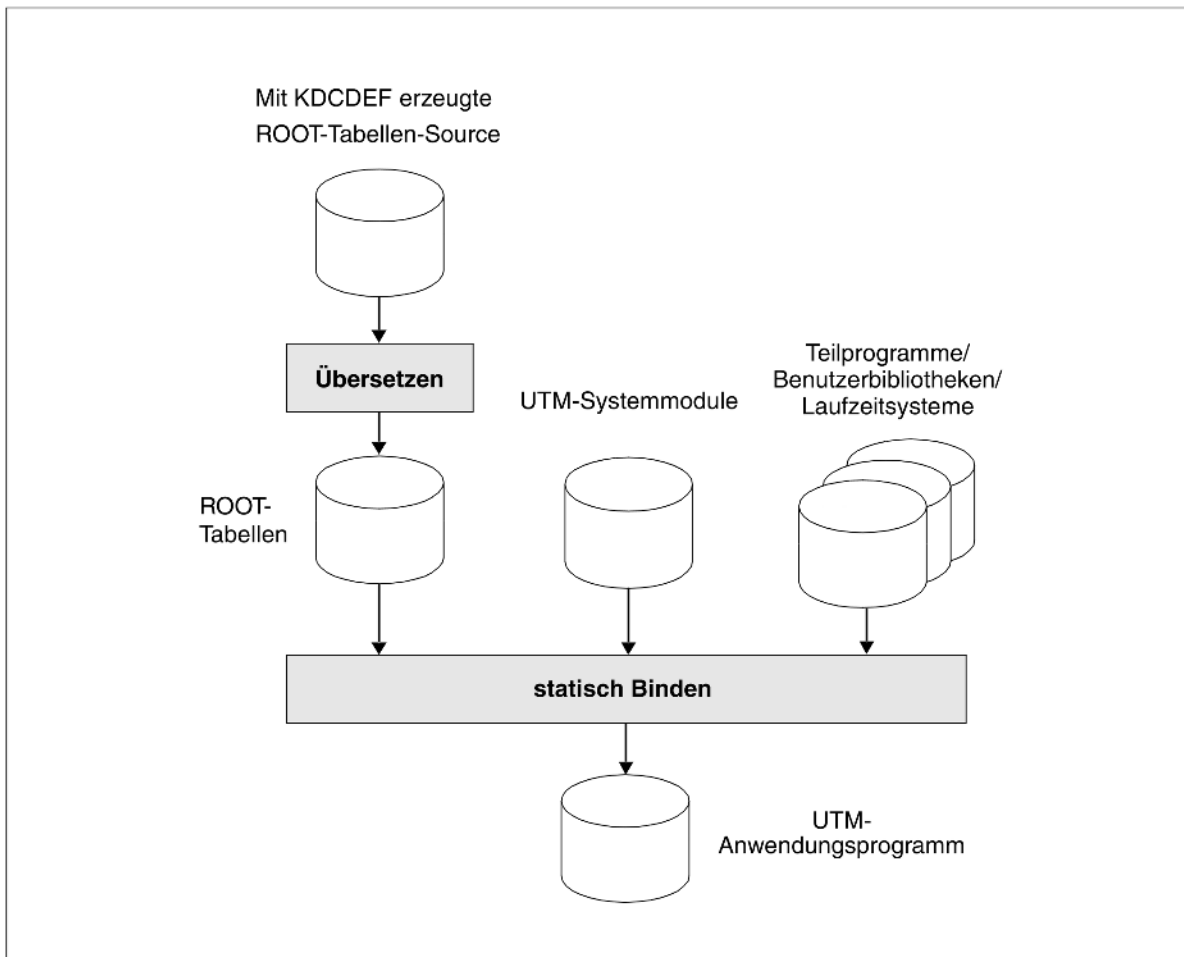 Mit KDCDEF erzeugte
ROOT-Tabellen-Source
Übersetzen
Teilprogramme/
Benutzerbibliotheken/
Laufzeitsysteme
UTM-Systemmodule
ROOT-
Tabellen
statisch Binden
UTM-
Anwendungsprogramm